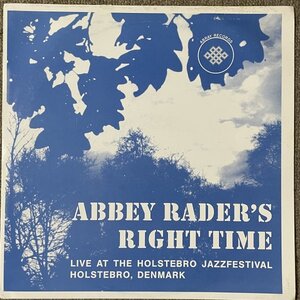 ABBEY RECORDS
ABBEY RADER'S
RIGHT TIME
LIVE AT THE HOLSTEBRO JAZZFESTIVAL
HOLSTEBRO, DENMARK